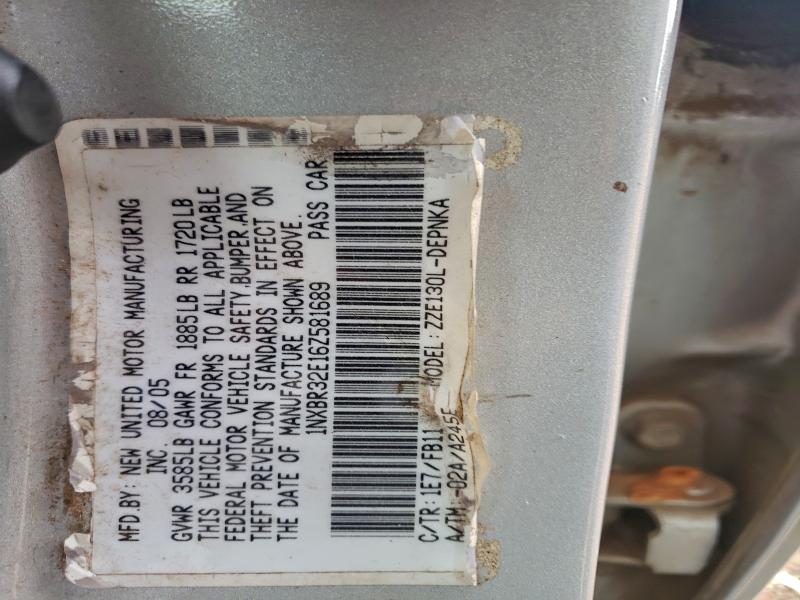 MFD.BY: NEW UNITED MOTOR MANUFACTURING
INC. 08/05
GVWR 3585LB GAWR FR 1885LB RR 1720LB
THIS VEHICLE CONFORMS TO ALL APPLICABLE
FEDERAL MOTOR VEHICLE SAFETY,BUMPER,AND
THEFT PREVENTION STANDARDS IN EFFECT ON
THE DATE OF MANUFACTURE SHOWN ABOVE.
1NXBR32E16Z581689 PASS CAR
C/TR:1E7/FB11 MODEL:ZZE130L-DEPNKA
A/TM:-02A/A245E